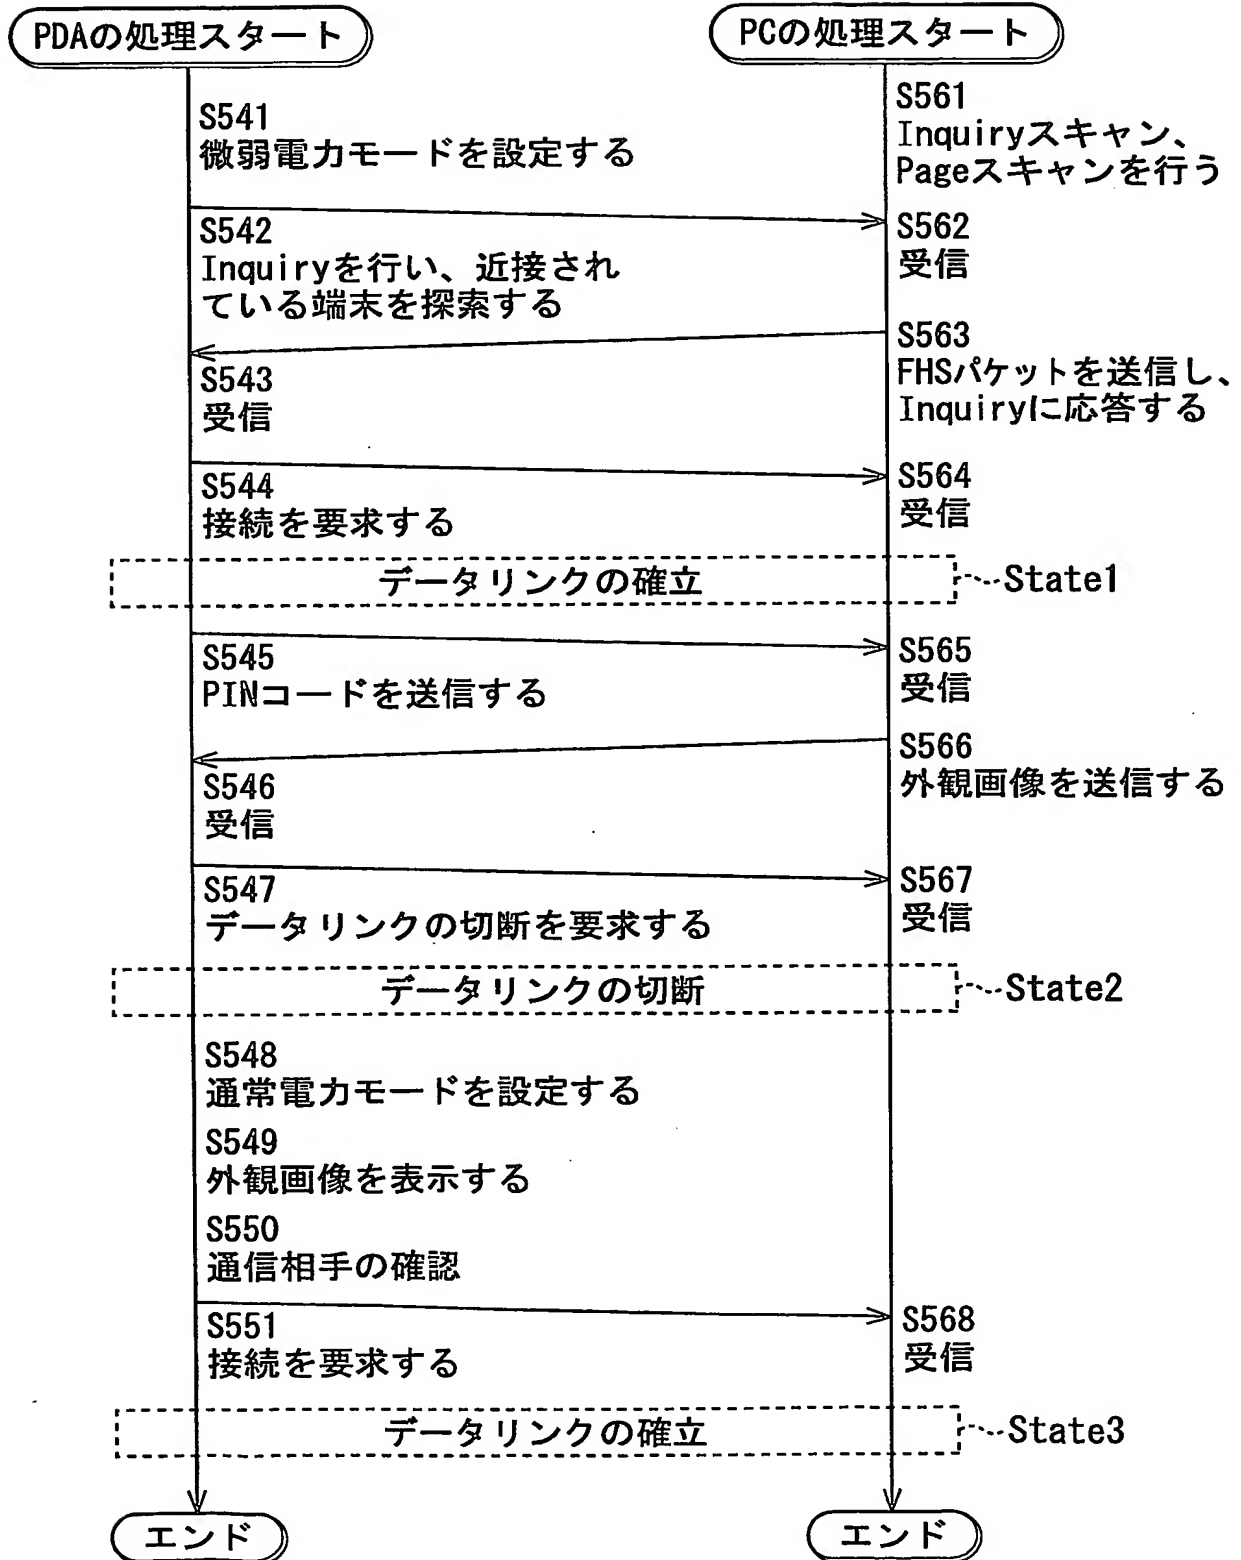 PDAの処理スタート
PCの処理スタート
S541
微弱電力モードを設定する
S561
Inquiryスキャン、
Pageスキャンを行う
S542
Inquiryを行い、近接され
ている端末を探索する
S562
受信
S543
受信
S563
FHSパケットを送信し、
Inquiryに応答する
S544
接続を要求する
S564
受信
データリンクの確立
State1
S545
PINコードを送信する
S565
受信
S546
受信
S566
外観画像を送信する
S547
データリンクの切断を要求する
S567
受信
データリンクの切断
State2
S548
通常電力モードを設定する
S549
外観画像を表示する
S550
通信相手の確認
S551
接続を要求する
S568
受信
データリンクの確立
State3
エンド
エンド